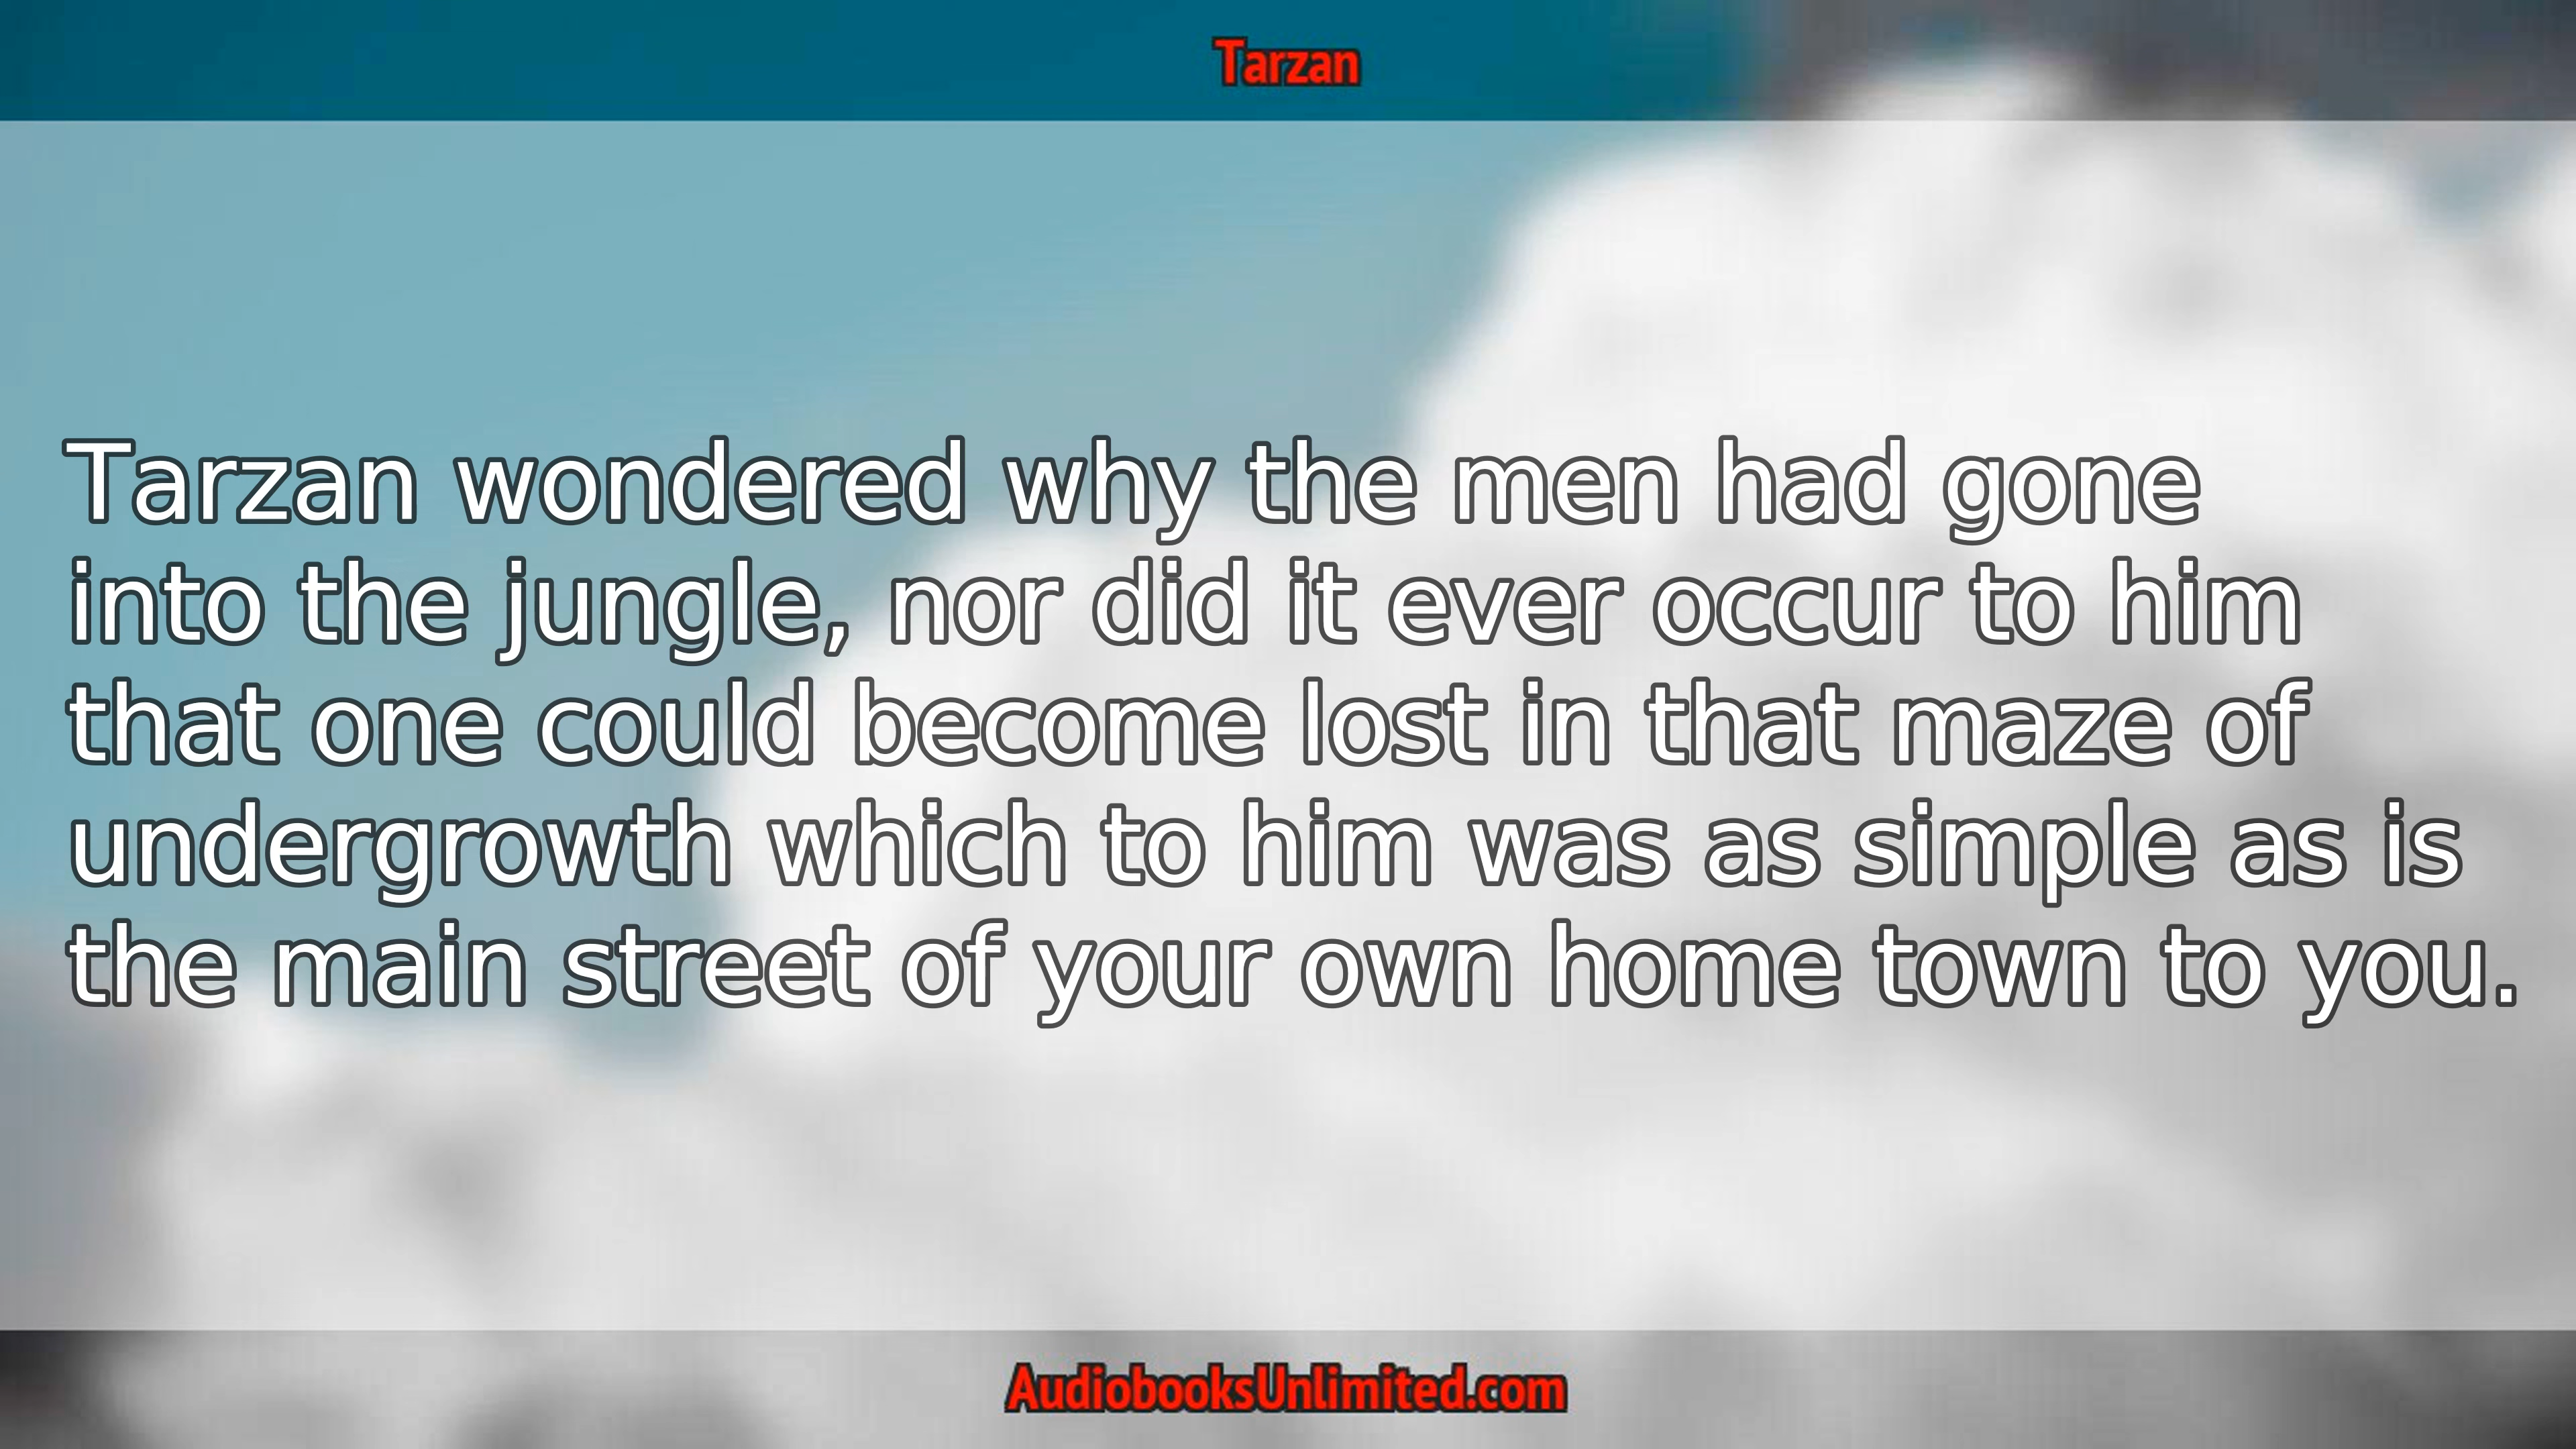 Tarzan
Tarzan wondered why the men had gone
into the jungle, nor did it ever occur to him
that one could become lost in that maze of
undergrowth which to him was as simple as is
the main street of your own home town to you.
AudiobooksUnlimited.com